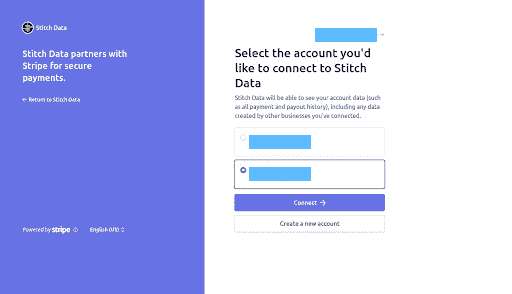 Stitch Data
Stitch Data partners with
Stripe for secure
payments.
← Return to Stitch Data
Powered by stripe
English (US)
Select the account you'd
like to connect to Stitch
Data
Stitch Data will be able to see your account data (such
as all payment and payout history), including any data
created by other businesses you've connected.
Connect →
Create a new account